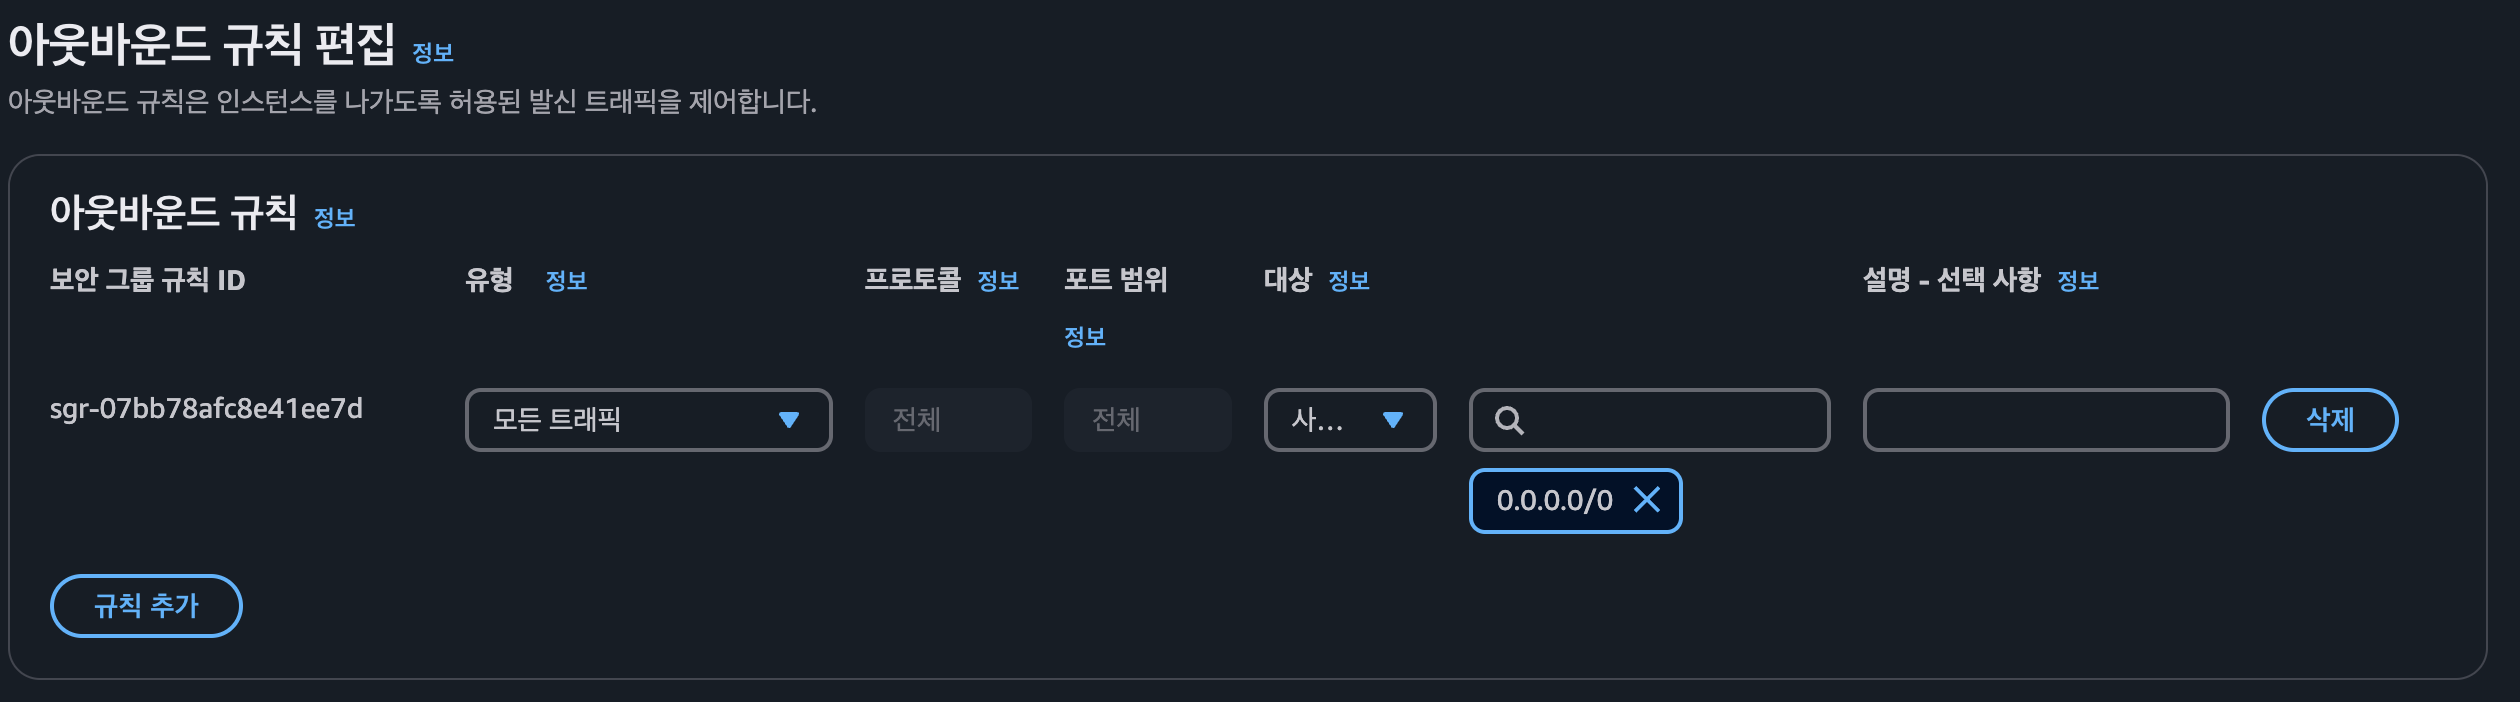 아웃바운드 규칙 편집 정보
아웃바운드 규칙은 인스턴스를 나가도록 허용된 발신 트래픽을 제어합니다.
아웃바운드 규칙 정보
보안 그룹 규칙 ID 유형 정보 프로토콜 정보 포트 범위 대상 정보 설명 - 선택 사항 정보
정보
sgr-07bb78afc8e41ee7d 모든 트래픽 전체 전체 사... 삭제
0.0.0.0/0
규칙 추가